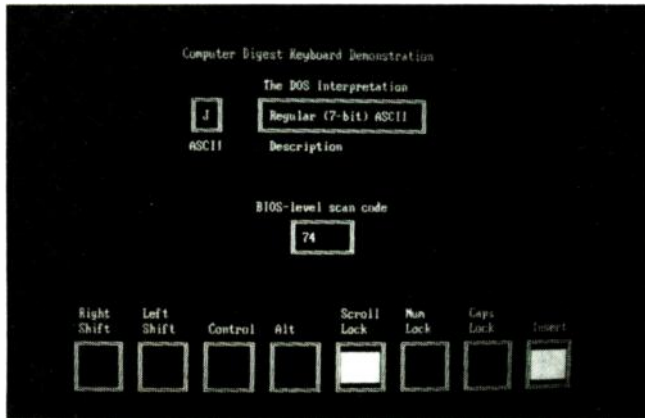 Computer Digest Keyboard Demonstration
The DOS Interpretation
J Regular (7-bit) ASCII
ASCII Description
BIOS-level scan code
74
Right Shift
Left Shift
Control
Alt
Scroll Lock
Num Lock
Caps Lock
Insert